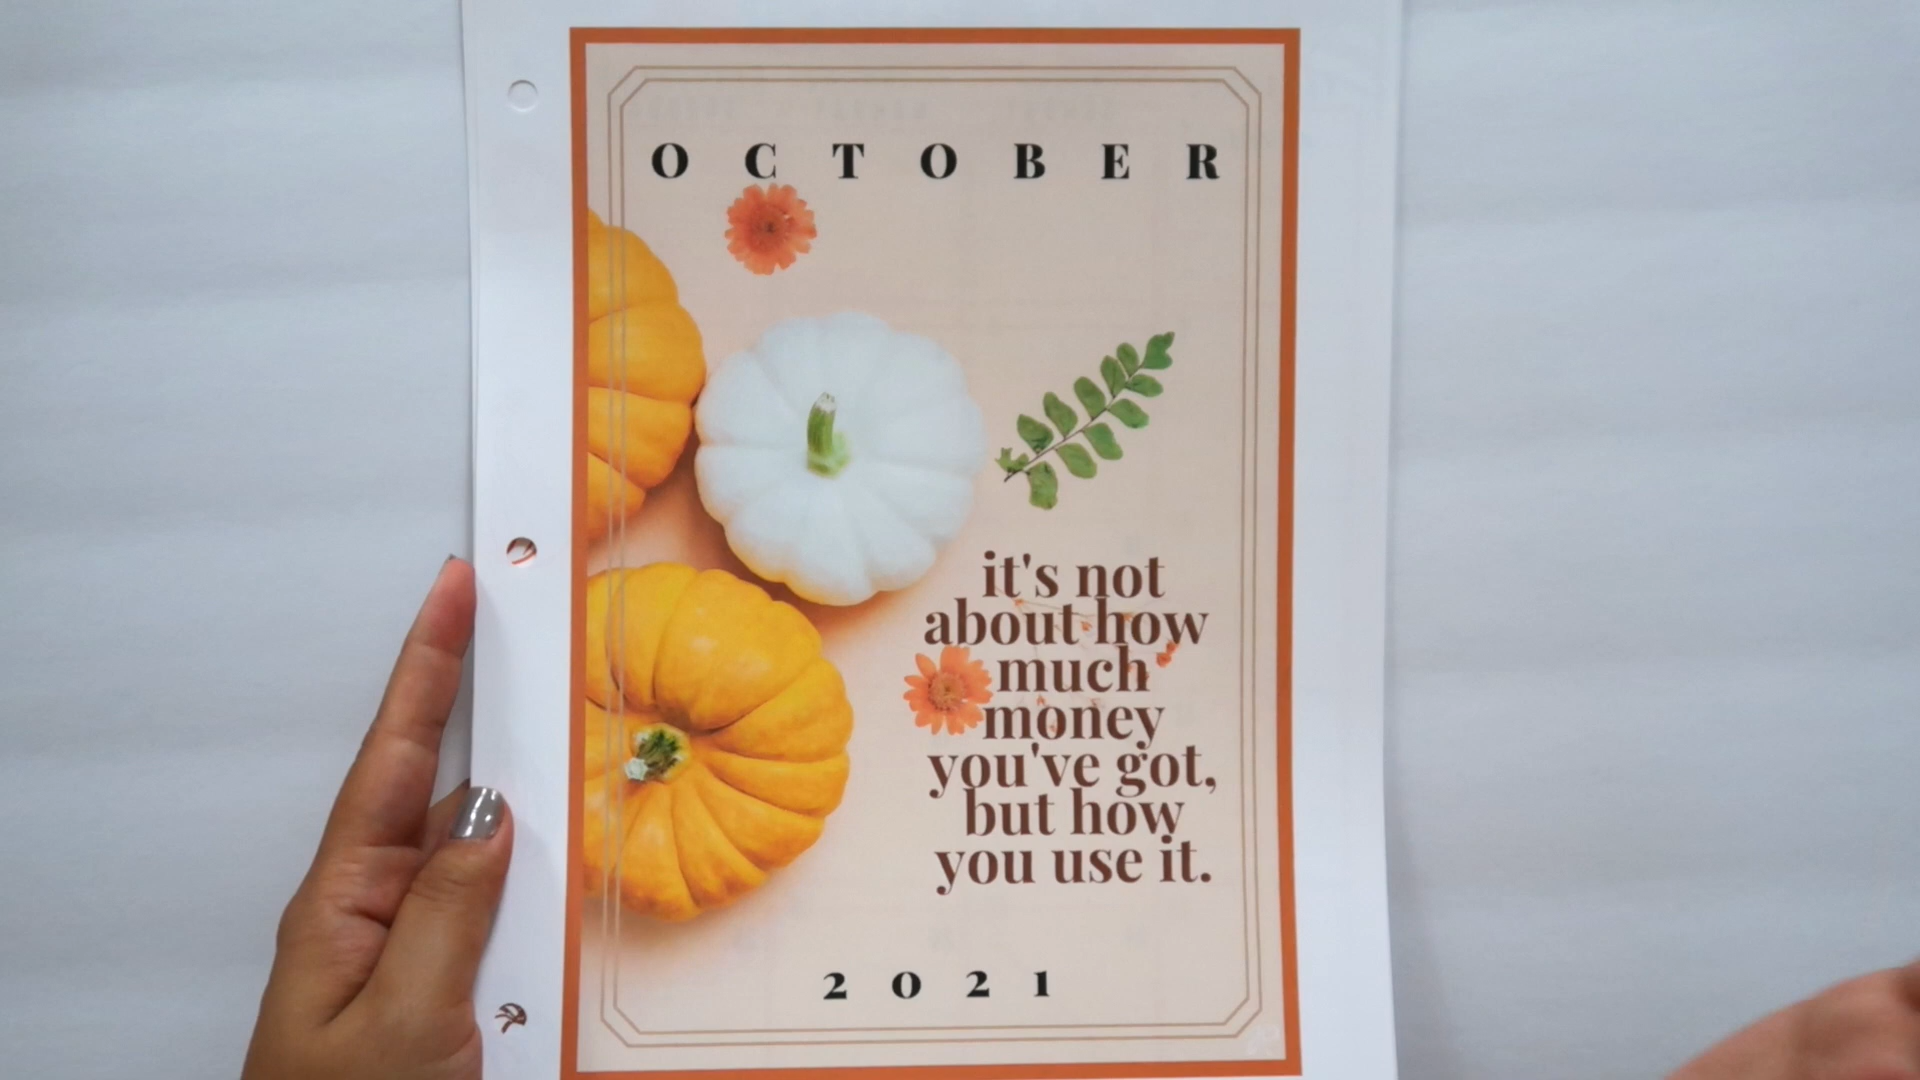 OCTOBER
it's not
about how
much
money
you've got,
but how
you use it.
2021